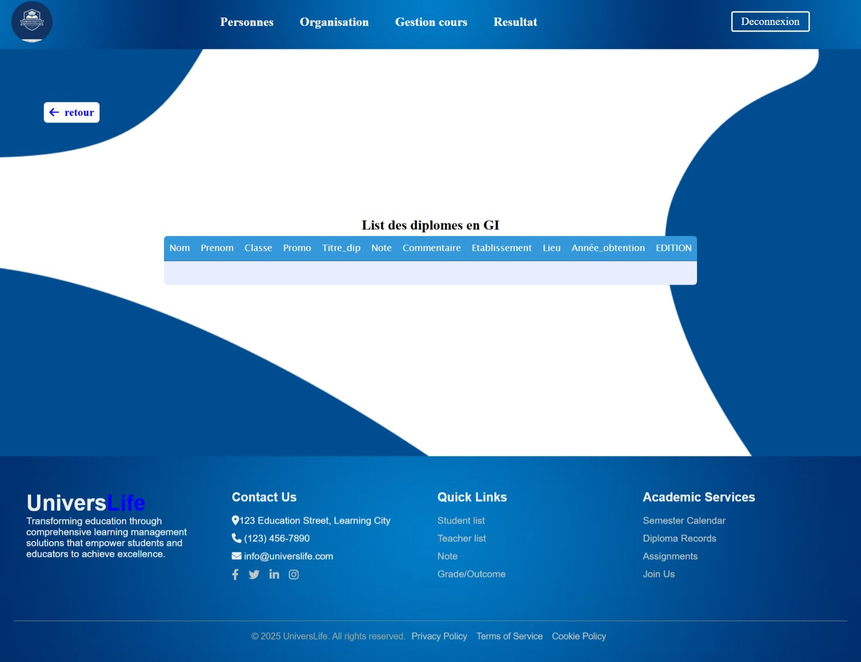 Personnes Organisation Gestion cours Resultat Deconnexion
retour
List des diplomes en GI
Nom Prenom Classe Promo Titre_dip Note Commentaire Etablissement Lieu Année_obtention EDITION
UniversLife
Transforming education through
comprehensive learning management
solutions that empower students and
educators to achieve excellence.
Contact Us
123 Education Street, Learning City
(123) 456-7890
info@universlife.com
Quick Links
Student list
Teacher list
Note
Grade/Outcome
Academic Services
Semester Calendar
Diploma Records
Assignments
Join Us
© 2025 UniversLife. All rights reserved. Privacy Policy Terms of Service Cookie Policy